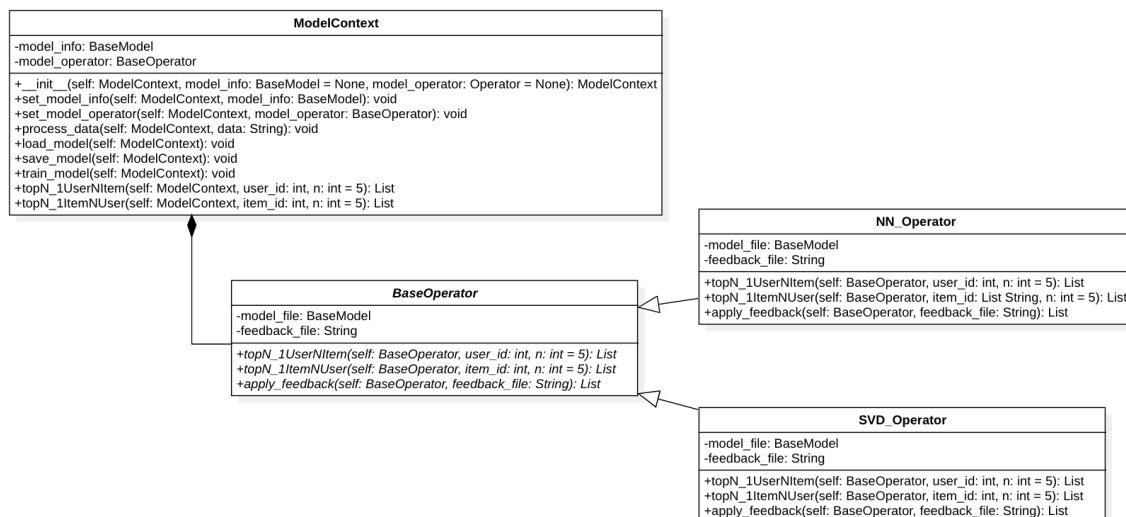 ModelContext
-model_info: BaseModel
-model_operator: BaseOperator
+__init__(self: ModelContext, model_info: BaseModel = None, model_operator: Operator = None): ModelContext
+set_model_info(self: ModelContext, model_info: BaseModel): void
+set_model_operator(self: ModelContext, model_operator: BaseOperator): void
+process_data(self: ModelContext, data: String): void
+load_model(self: ModelContext): void
+save_model(self: ModelContext): void
+train_model(self: ModelContext): void
+topN_1UserNItem(self: ModelContext, user_id: int, n: int = 5): List
+topN_1ItemNUser(self: ModelContext, item_id: int, n: int = 5): List
BaseOperator
-model_file: BaseModel
-feedback_file: String
+topN_1UserNItem(self: BaseOperator, user_id: int, n: int = 5): List
+topN_1ItemNUser(self: BaseOperator, item_id: int, n: int = 5): List
+apply_feedback(self: BaseOperator, feedback_file: String): List
NN_Operator
-model_file: BaseModel
-feedback_file: String
+topN_1UserNItem(self: BaseOperator, user_id: int, n: int = 5): List
+topN_1ItemNUser(self: BaseOperator, item_id: List String, n: int = 5): List
+apply_feedback(self: BaseOperator, feedback_file: String): List
SVD_Operator
-model_file: BaseModel
-feedback_file: String
+topN_1UserNItem(self: BaseOperator, user_id: int, n: int = 5): List
+topN_1ItemNUser(self: BaseOperator, item_id: int, n: int = 5): List
+apply_feedback(self: BaseOperator, feedback_file: String): List